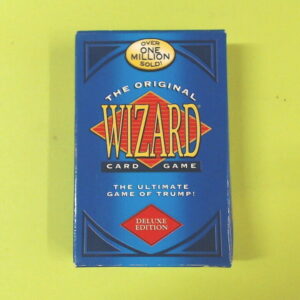 OVER
ONE
MILLION
SOLD!
THE ORIGINAL
WIZARD
CARD GAME
THE ULTIMATE
GAME OF TRUMP!
DELUXE
EDITION